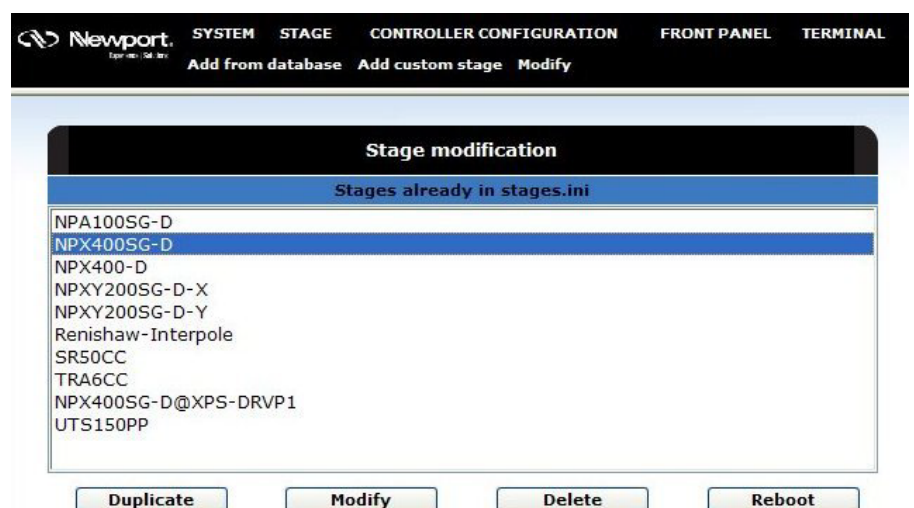 Newport. SYSTEM STAGE CONTROLLER CONFIGURATION FRONT PANEL TERMINAL
Add from database Add custom stage Modify
Stage modification
Stages already in stages.ini
NPA100SG-D
NPX400SG-D
NPX400-D
NPXY200SG-D-X
NPXY200SG-D-Y
Renishaw-Interpole
SR50CC
TRA6CC
NPX400SG-D@XPS-DRVP1
UTS150PP
Duplicate Modify Delete Reboot